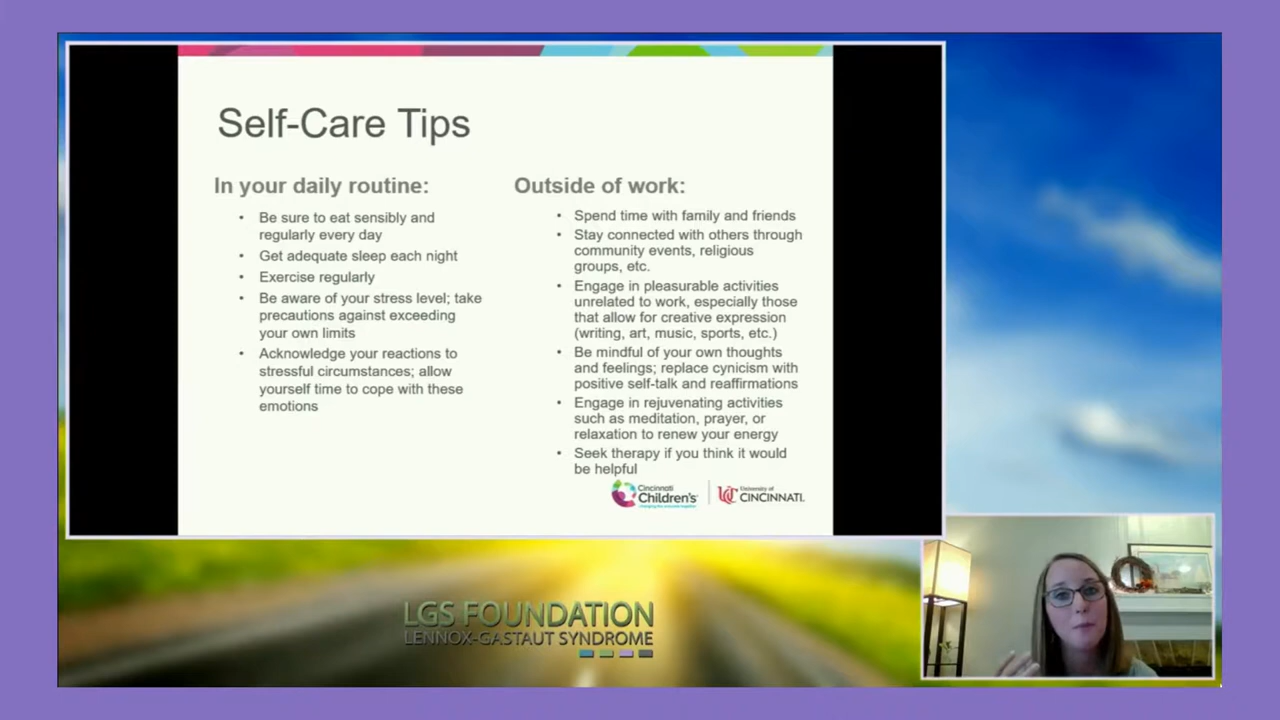 Self-Care Tips
In your daily routine:
• Be sure to eat sensibly and
regularly every day
• Get adequate sleep each night
• Exercise regularly
• Be aware of your stress level; take
precautions against exceeding
your own limits
• Acknowledge your reactions to
stressful circumstances; allow
yourself time to cope with these
emotions
Outside of work:
• Spend time with family and friends
• Stay connected with others through
community events, religious
groups, etc.
• Engage in pleasurable activities
unrelated to work, especially those
that allow for creative expression
(writing, art, music, sports, etc.)
• Be mindful of your own thoughts
and feelings; replace cynicism with
positive self-talk and reaffirmations
• Engage in rejuvenating activities
such as meditation, prayer, or
relaxation to renew your energy
• Seek therapy if you think it would
be helpful
Cincinnati
Children's
University of
CINCINNATI
LGS FOUNDATION
LENNOX-GASTAUT SYNDROME